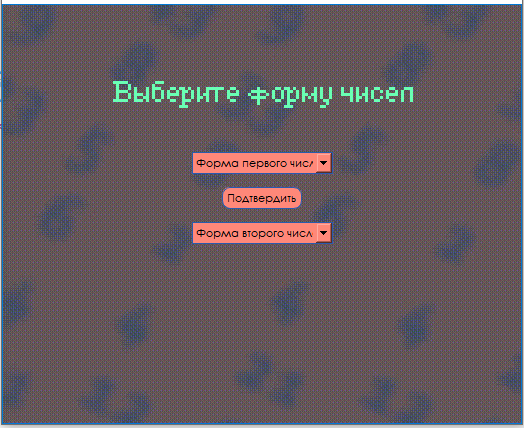 Выберите форму чисел
Форма первого числ
Подтвердить
Форма второго числ